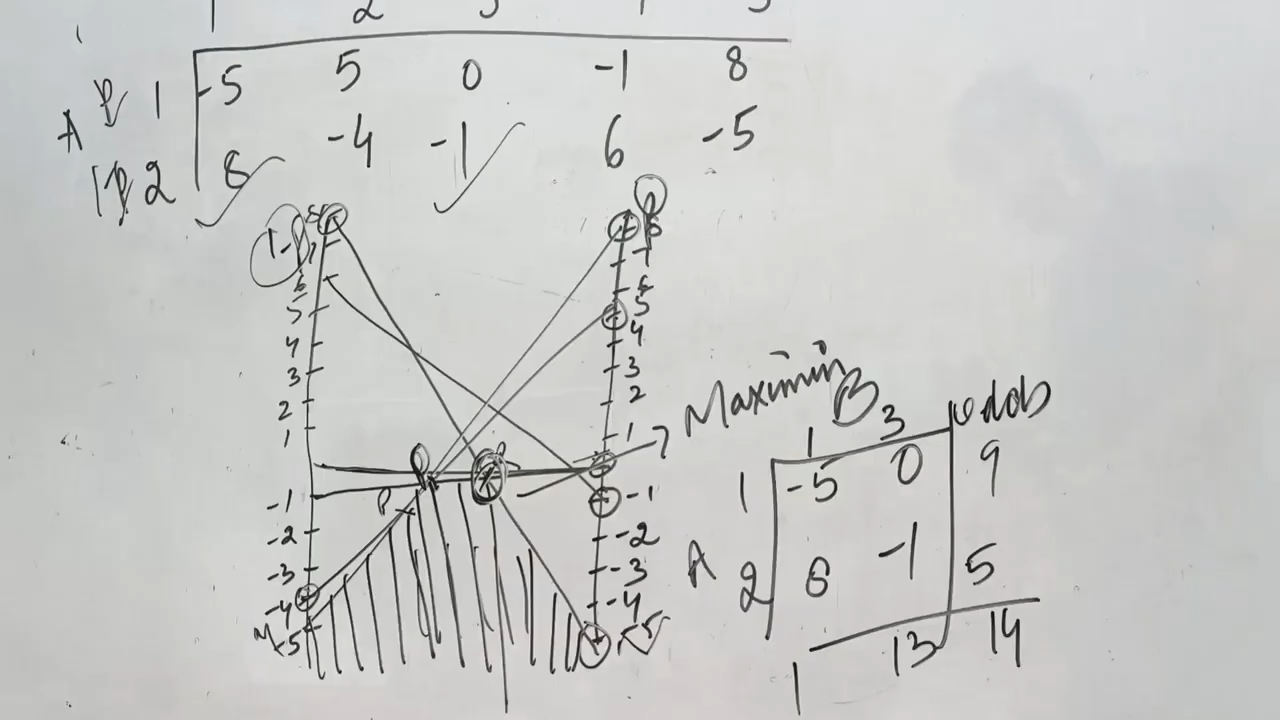 1 2 3 4 5
A P 1 -5 5 0 -1 8
1-P 2 8 -4 -1 6 -5
1-P P
8 8
7 7
6 6
5 5
4 4
3 3
2 2
1 1
-1 -1
-2 -2
-3 -3
-4 -4
-5 -5
Maximin
B
1 3 odds
1 -5 0 9
A 2 8 -1 5
1 13 14